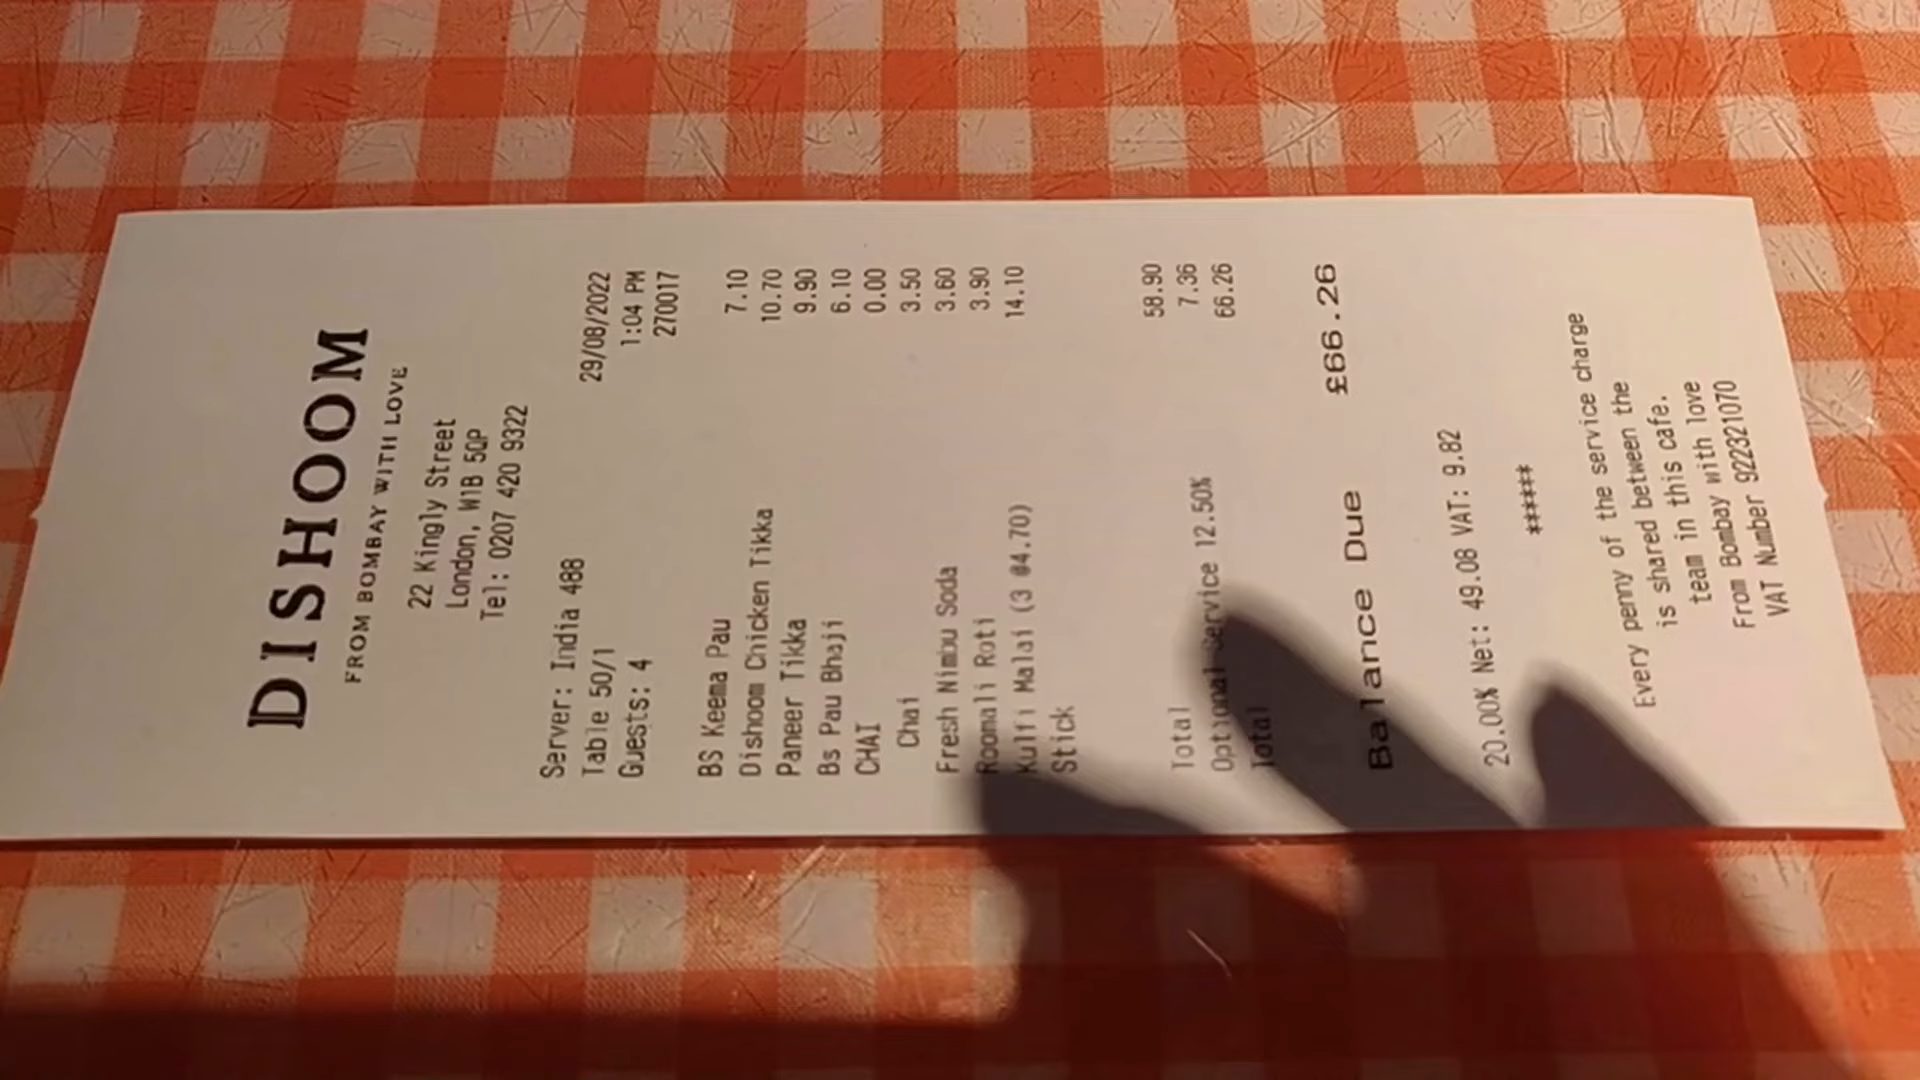 DISHOOM
FROM BOMBAY WITH LOVE
22 Kingly Street
London, W1B 5QP
Tel: 0207 420 9322
Server: India 488 29/08/2022
Table 50/1 1:04 PM
Guests: 4 270017
BS Keema Pau 7.10
Dishoom Chicken Tikka 10.70
Paneer Tikka 9.90
Bs Pau Bhaji 6.10
CHAI 0.00
Chai 3.50
Fresh Nimbu Soda 3.60
Roomali Roti 3.90
Kulfi Malai (3 @4.70) 14.10
Stick
Total 58.90
Optional Service 12.50% 7.36
Total 66.26
Balance Due £66.26
20.00% Net: 49.08 VAT: 9.82
******
Every penny of the service charge
is shared between the
team in this cafe.
From Bombay with love
VAT Number 922321070